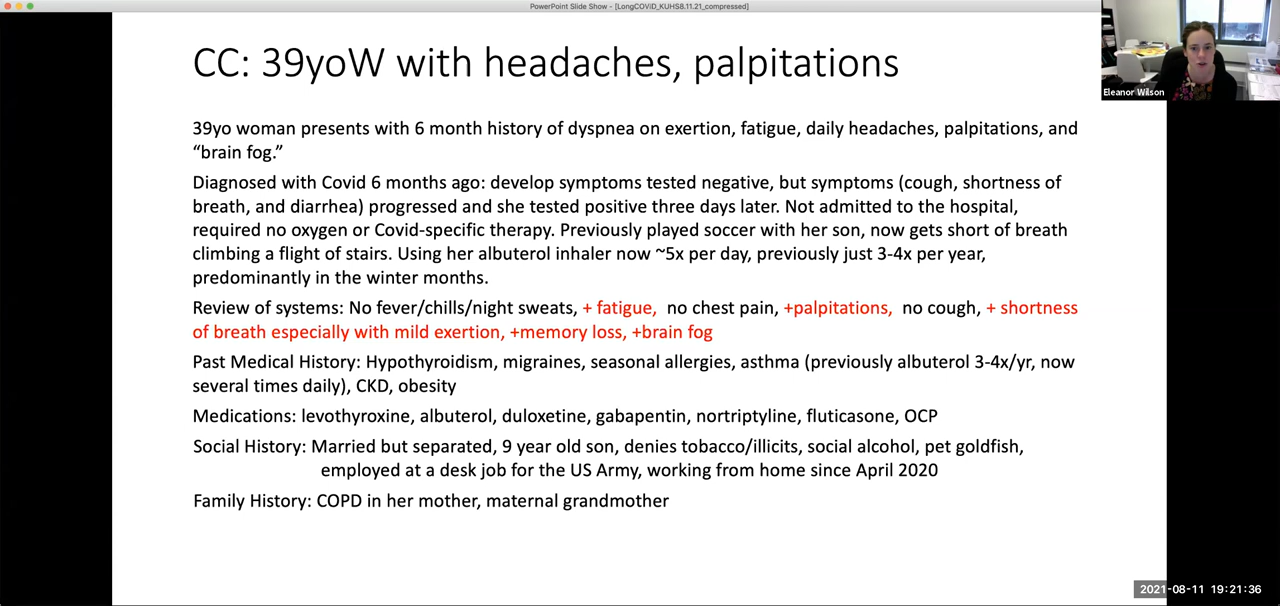 PowerPoint Slide Show - [LongCOViD_KUHS8.11.21_compressed]
CC: 39yoW with headaches, palpitations
Eleanor Wilson
39yo woman presents with 6 month history of dyspnea on exertion, fatigue, daily headaches, palpitations, and
“brain fog.”
Diagnosed with Covid 6 months ago: develop symptoms tested negative, but symptoms (cough, shortness of
breath, and diarrhea) progressed and she tested positive three days later. Not admitted to the hospital,
required no oxygen or Covid-specific therapy. Previously played soccer with her son, now gets short of breath
climbing a flight of stairs. Using her albuterol inhaler now ~5x per day, previously just 3-4x per year,
predominantly in the winter months.
Review of systems: No fever/chills/night sweats, + fatigue, no chest pain, +palpitations, no cough, + shortness
of breath especially with mild exertion, +memory loss, +brain fog
Past Medical History: Hypothyroidism, migraines, seasonal allergies, asthma (previously albuterol 3-4x/yr, now
several times daily), CKD, obesity
Medications: levothyroxine, albuterol, duloxetine, gabapentin, nortriptyline, fluticasone, OCP
Social History: Married but separated, 9 year old son, denies tobacco/illicits, social alcohol, pet goldfish,
employed at a desk job for the US Army, working from home since April 2020
Family History: COPD in her mother, maternal grandmother
2021-08-11 19:21:36